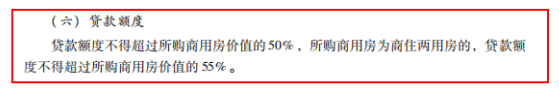 （六）贷款额度
贷款额度不得超过所购商用房价值的50%，所购商用房为商住两用房的，贷款额
度不得超过所购商用房价值的55%。